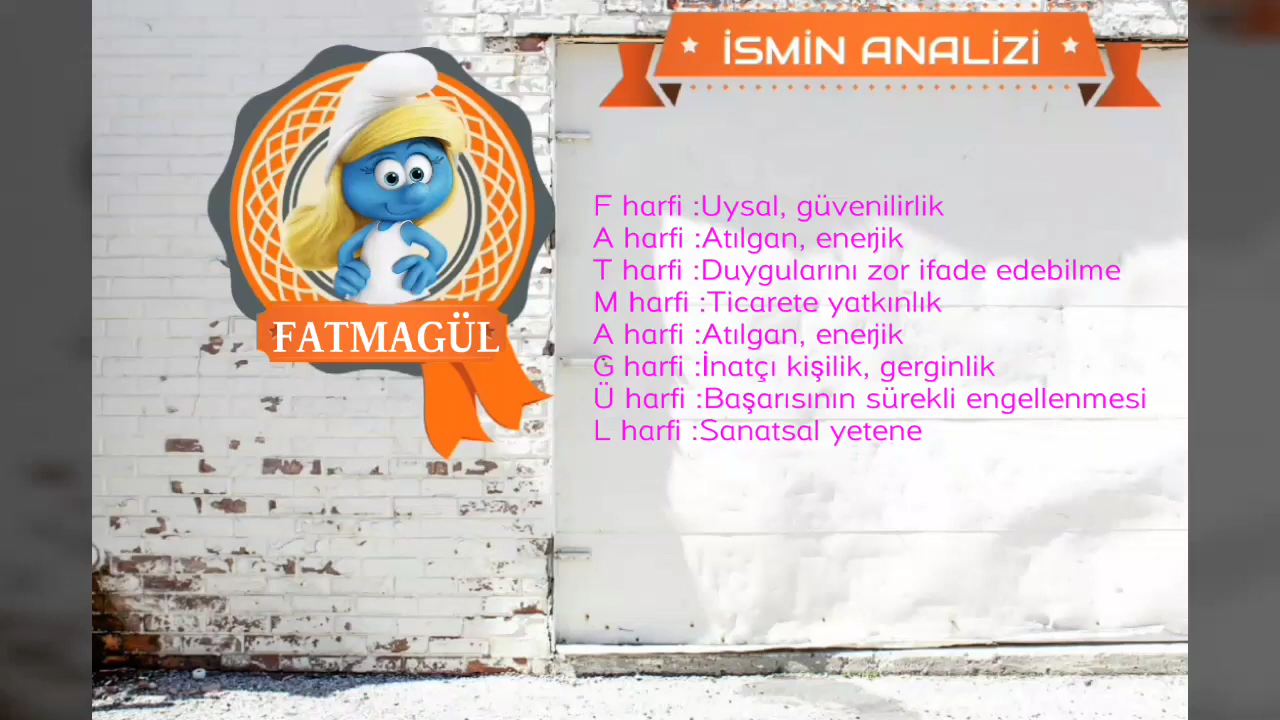 İSMİN ANALİZİ
FATMAGÜL
F harfi :Uysal, güvenilirlik
A harfi :Atılgan, enerjik
T harfi :Duygularını zor ifade edebilme
M harfi :Ticarete yatkınlık
A harfi :Atılgan, enerjik
G harfi :İnatçı kişilik, gerginlik
Ü harfi :Başarısının sürekli engellenmesi
L harfi :Sanatsal yetene